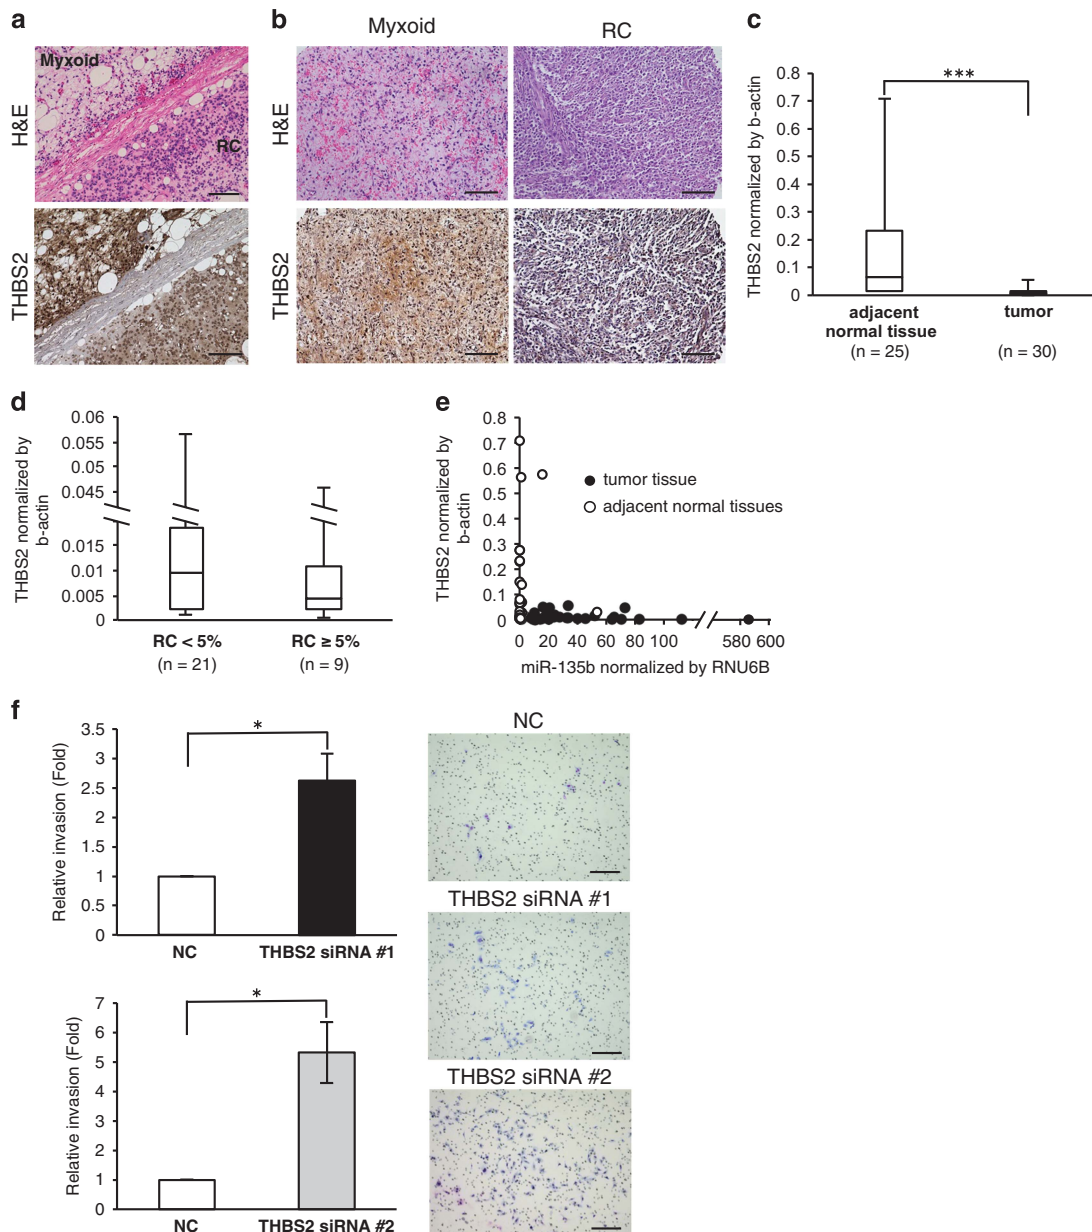 a
Myxoid
H&E
RC
THBS2
b
Myxoid
RC
H&E
THBS2
c
THBS2 normalized by b-actin
0.8
0.7
0.6
0.5
0.4
0.3
0.2
0.1
0
***
adjacent
normal tissue
(n = 25)
tumor
(n = 30)
d
THBS2 normalized by
b-actin
0.06
0.055
0.05
0.045
0.015
0.01
0.005
0
RC < 5%
(n = 21)
RC ≥ 5%
(n = 9)
e
THBS2 normalized by
b-actin
0.8
0.7
0.6
0.5
0.4
0.3
0.2
0.1
0
tumor tissue
adjacent normal tissues
0 20 40 60 80 100 580 600
miR-135b normalized by RNU6B
f
Relative invasion (Fold)
3.5
3
2.5
2
1.5
1
0.5
0
*
NC
THBS2 siRNA #1
Relative invasion (Fold)
7
6
5
4
3
2
1
0
*
NC
THBS2 siRNA #2
NC
THBS2 siRNA #1
THBS2 siRNA #2